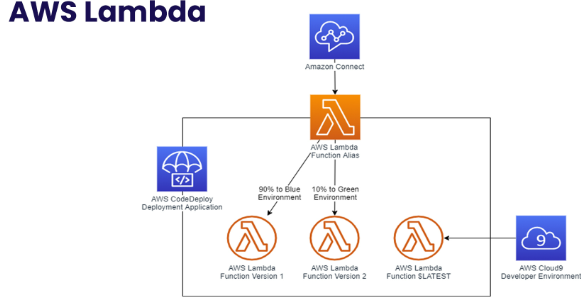 AWS Lambda
Amazon Connect
AWS Lambda
Function Alias
AWS CodeDeploy
Deployment Application
90% to Blue
Environment
10% to Green
Environment
9
AWS Lambda
Function Version 1
AWS Lambda
Function Version 2
AWS Lambda
Function $LATEST
AWS Cloud9
Developer Environment